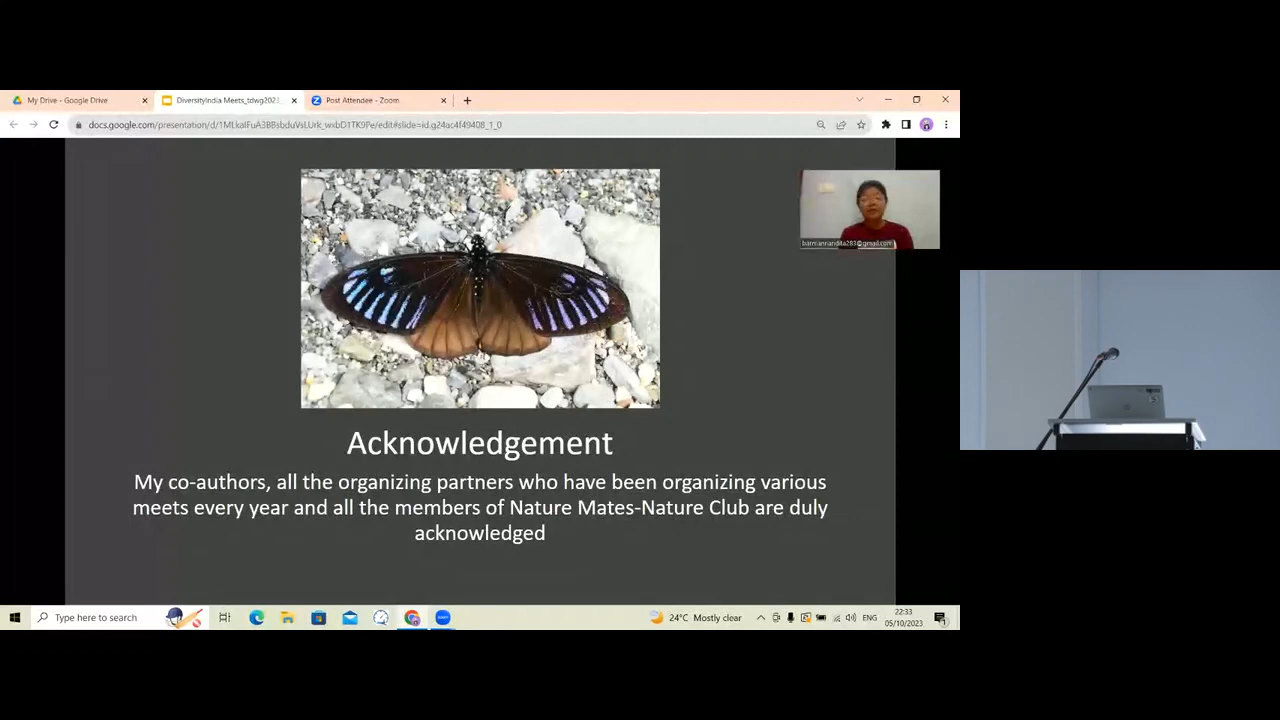 My Drive - Google Drive
DiversityIndia Meets_tdwg2023
Post Attendee - Zoom
Acknowledgement
My co-authors, all the organizing partners who have been organizing various
meets every year and all the members of Nature Mates-Nature Club are duly
acknowledged
Type here to search
24°C Mostly clear
ENG
22:33
05/10/2023